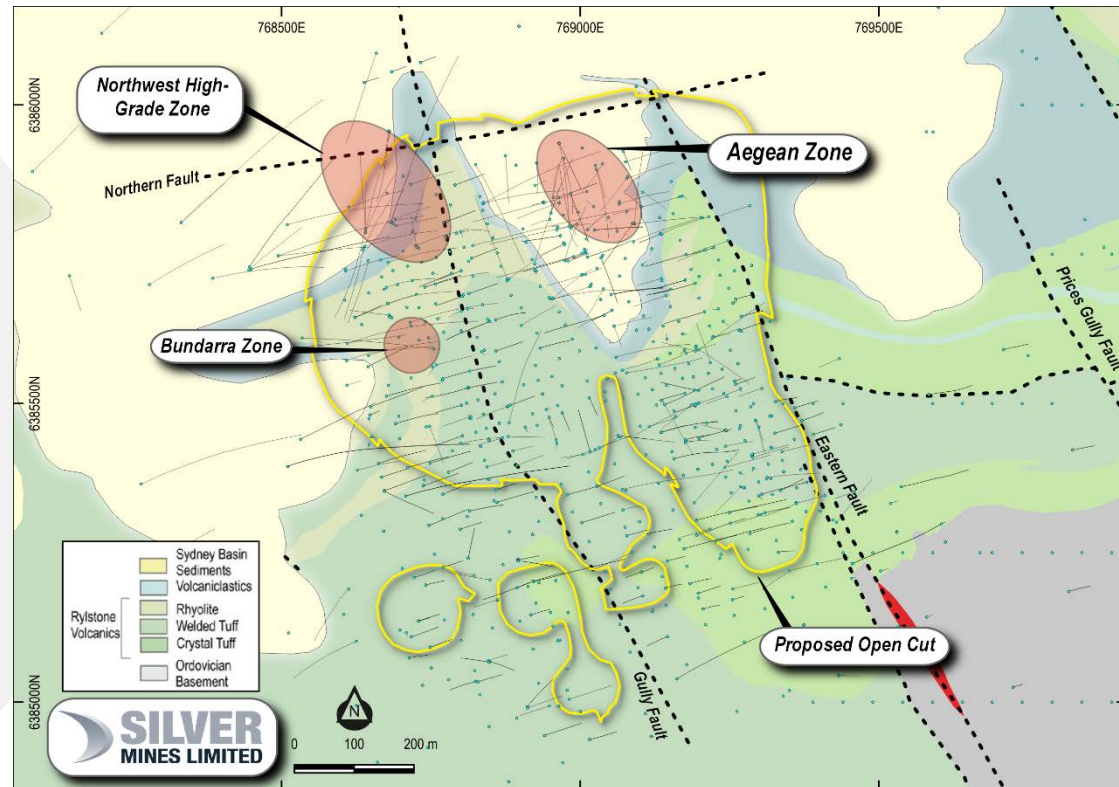 768500E
769000E
769500E
6386000N
6385500N
6385000N
Northwest High-
Grade Zone
Aegean Zone
Northern Fault
Prices Gully Fault
Bundarra Zone
Eastern Fault
Sydney Basin
Sediments
Volcaniclastics
Rylstone
Volcanics
Rhyolite
Welded Tuff
Crystal Tuff
Ordovician
Basement
Proposed Open Cut
Gully Fault
N
SILVER
MINES LIMITED
0 100 200 m